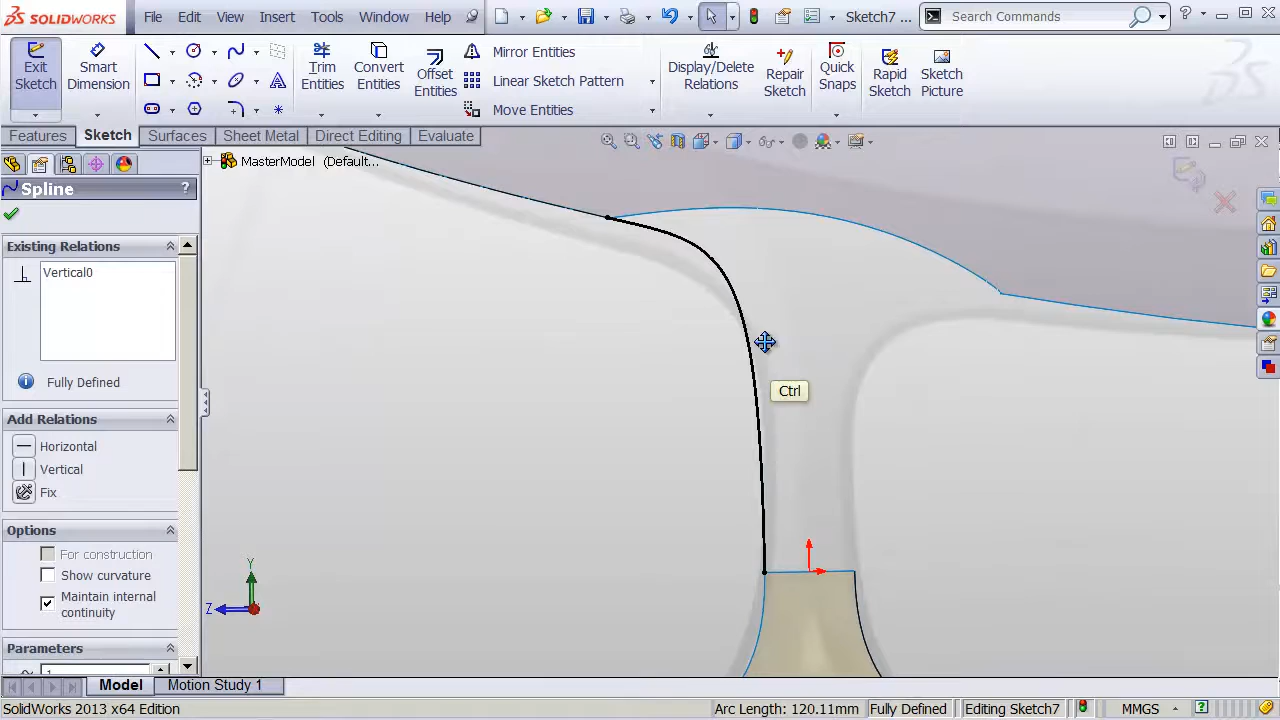 SOLIDWORKS File Edit View Insert Tools Window Help Sketch7 ... Search Commands ?
Exit Sketch
Smart Dimension
Trim Entities
Convert Entities
Offset Entities
Mirror Entities
Linear Sketch Pattern
Move Entities
Display/Delete Relations
Repair Sketch
Quick Snaps
Rapid Sketch
Sketch Picture
Features Sketch Surfaces Sheet Metal Direct Editing Evaluate
MasterModel (Default...
Spline ?
Existing Relations
Vertical0
Fully Defined
Add Relations
Horizontal
Vertical
Fix
Options
For construction
Show curvature
Maintain internal
continuity
Parameters
Ctrl
Y
Z
Model Motion Study 1
SolidWorks 2013 x64 Edition Arc Length: 120.11mm Fully Defined Editing Sketch7 MMGS ?